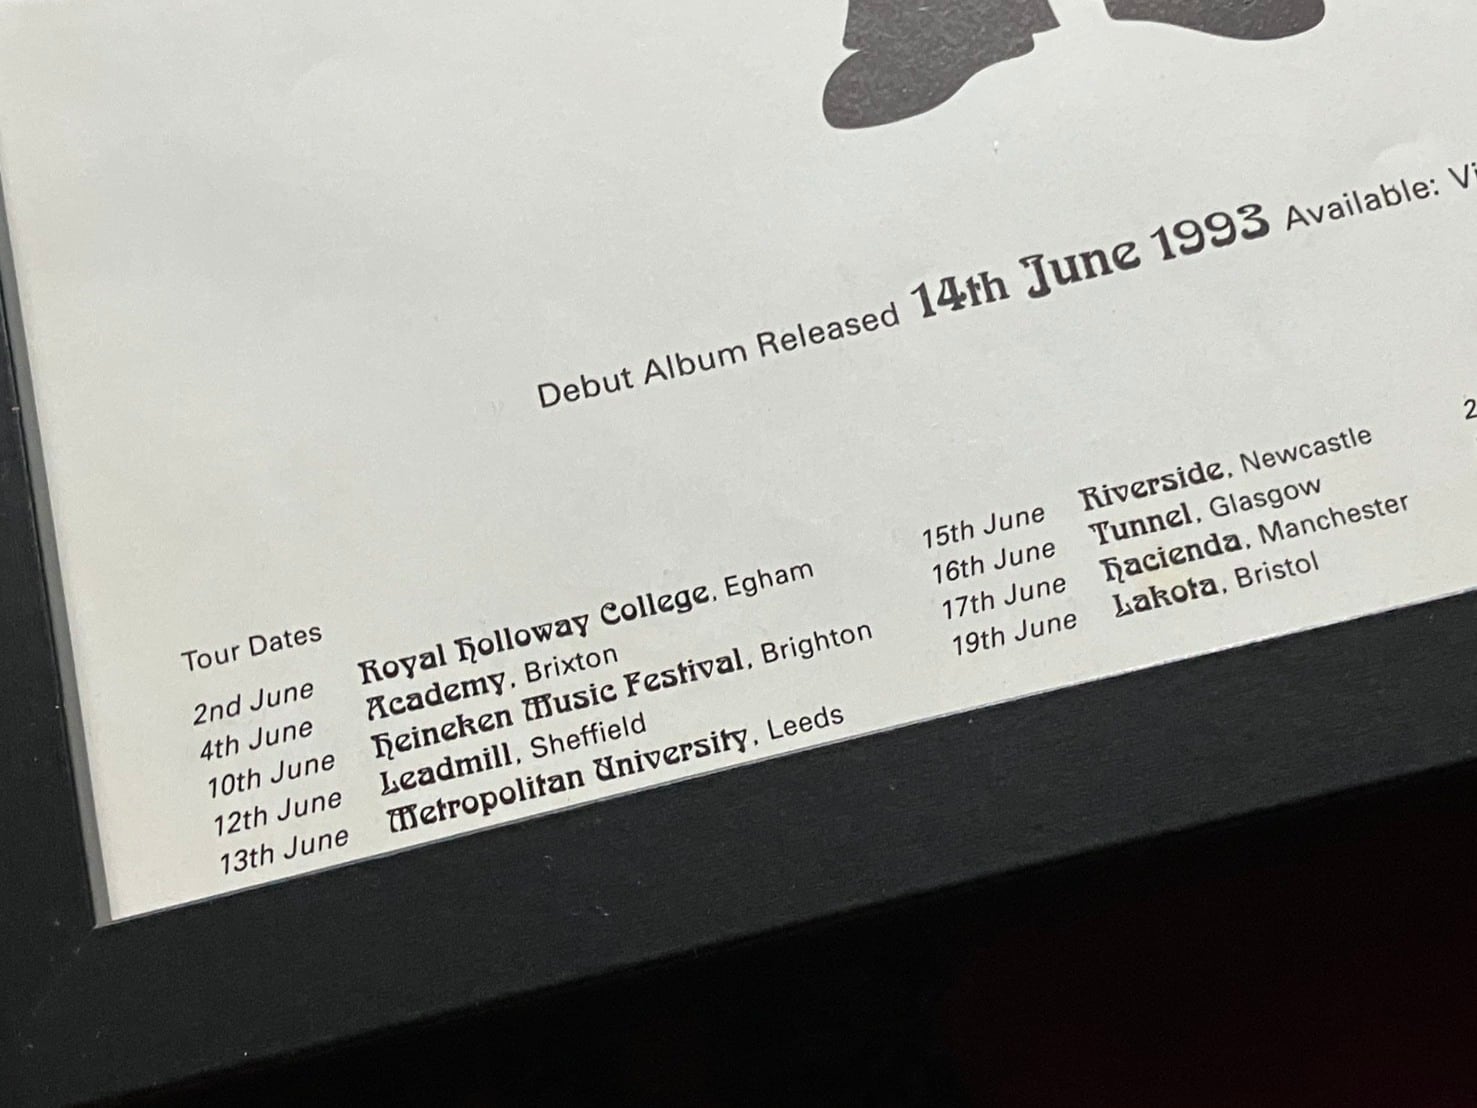 Debut Album Released 14th June 1993 Available:
Tour Dates
2nd June Royal Holloway College, Egham
4th June Academy, Brixton
10th June Heineken Music Festival, Brighton
12th June Leadmill, Sheffield
13th June Metropolitan University, Leeds
15th June Riverside, Newcastle
16th June Tunnel, Glasgow
17th June Hacienda, Manchester
19th June Lakota, Bristol